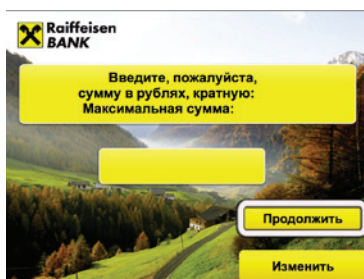 Raiffeisen
BANK
Введите, пожалуйста,
сумму в рублях, кратную:
Максимальная сумма:
Продолжить
Изменить